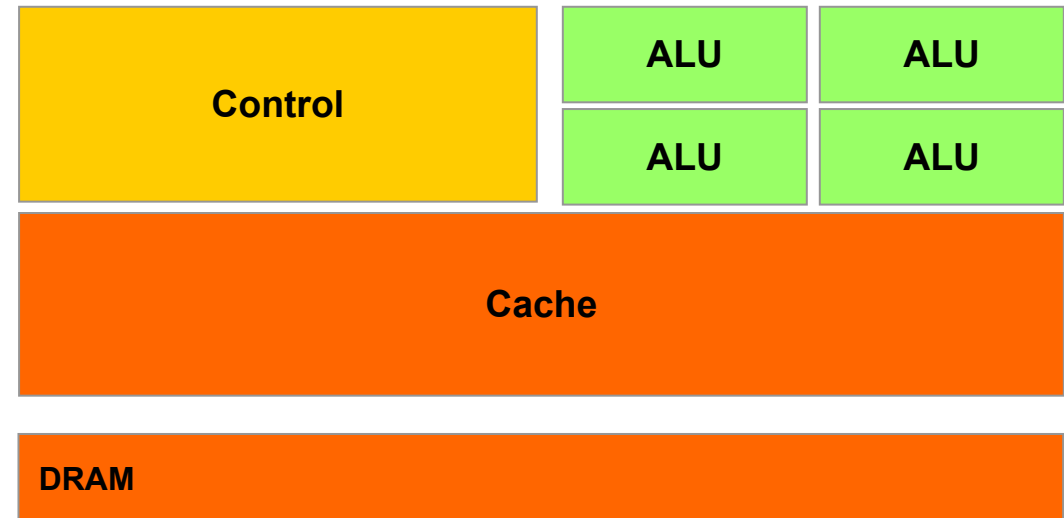 ALU ALU
Control
ALU ALU
Cache
DRAM